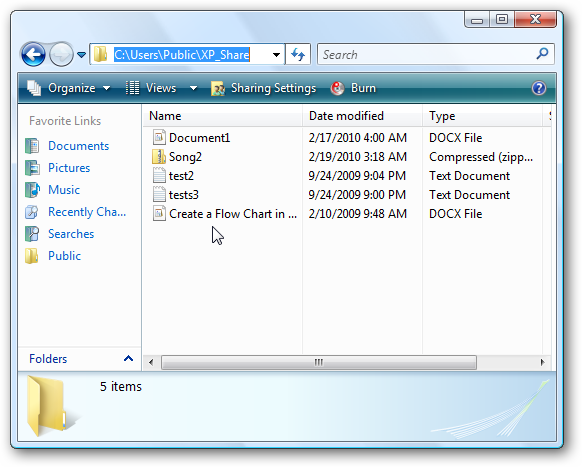 C:\Users\Public\XP_Share Search
Organize Views Sharing Settings Burn
Favorite Links
Documents
Pictures
Music
Recently Cha...
Searches
Public
Folders
Name Date modified Type S
Document1 2/17/2010 4:00 AM DOCX File
Song2 2/19/2010 3:18 AM Compressed (zipp...
test2 9/24/2009 9:04 PM Text Document
tests3 9/24/2009 9:00 PM Text Document
Create a Flow Chart in ... 2/10/2009 9:48 AM DOCX File
5 items